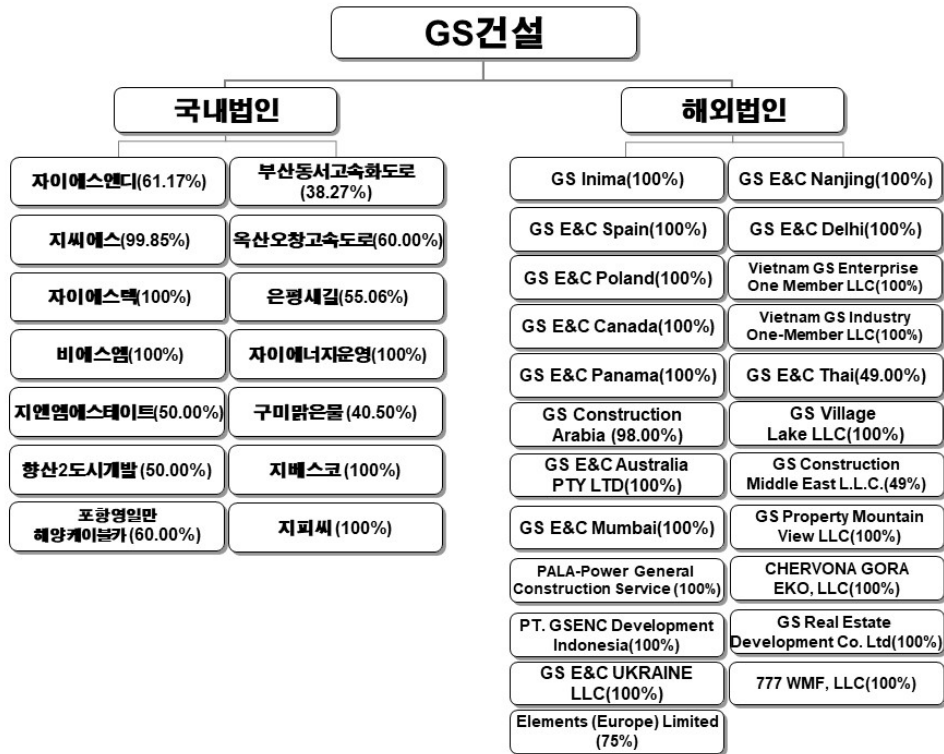 GS건설
국내법인
자이에스앤디(61.17%)
부산동서고속화도로
(38.27%)
지씨에스(99.85%)
옥산오창고속도로(60.00%)
자이에스텍(100%)
은평새길(55.06%)
비에스엠(100%)
자이에너지운영(100%)
지앤엠에스테이트(50.00%)
구미맑은물(40.50%)
향산2도시개발(50.00%)
지베스코(100%)
포항영일만
해양케이블카(60.00%)
지피씨(100%)
해외법인
GS Inima(100%)
GS E&C Nanjing(100%)
GS E&C Spain(100%)
GS E&C Delhi(100%)
GS E&C Poland(100%)
Vietnam GS Enterprise
One Member LLC(100%)
GS E&C Canada(100%)
Vietnam GS Industry
One-Member LLC(100%)
GS E&C Panama(100%)
GS E&C Thai(49.00%)
GS Construction
Arabia (98.00%)
GS Village
Lake LLC(100%)
GS E&C Australia
PTY LTD(100%)
GS Construction
Middle East L.L.C.(49%)
GS E&C Mumbai(100%)
GS Property Mountain
View LLC(100%)
PALA-Power General
Construction Service (100%)
CHERVONA GORA
EKO, LLC(100%)
PT. GSENC Development
Indonesia(100%)
GS Real Estate
Development Co. Ltd(100%)
GS E&C UKRAINE
LLC(100%)
777 WMF, LLC(100%)
Elements (Europe) Limited
(75%)